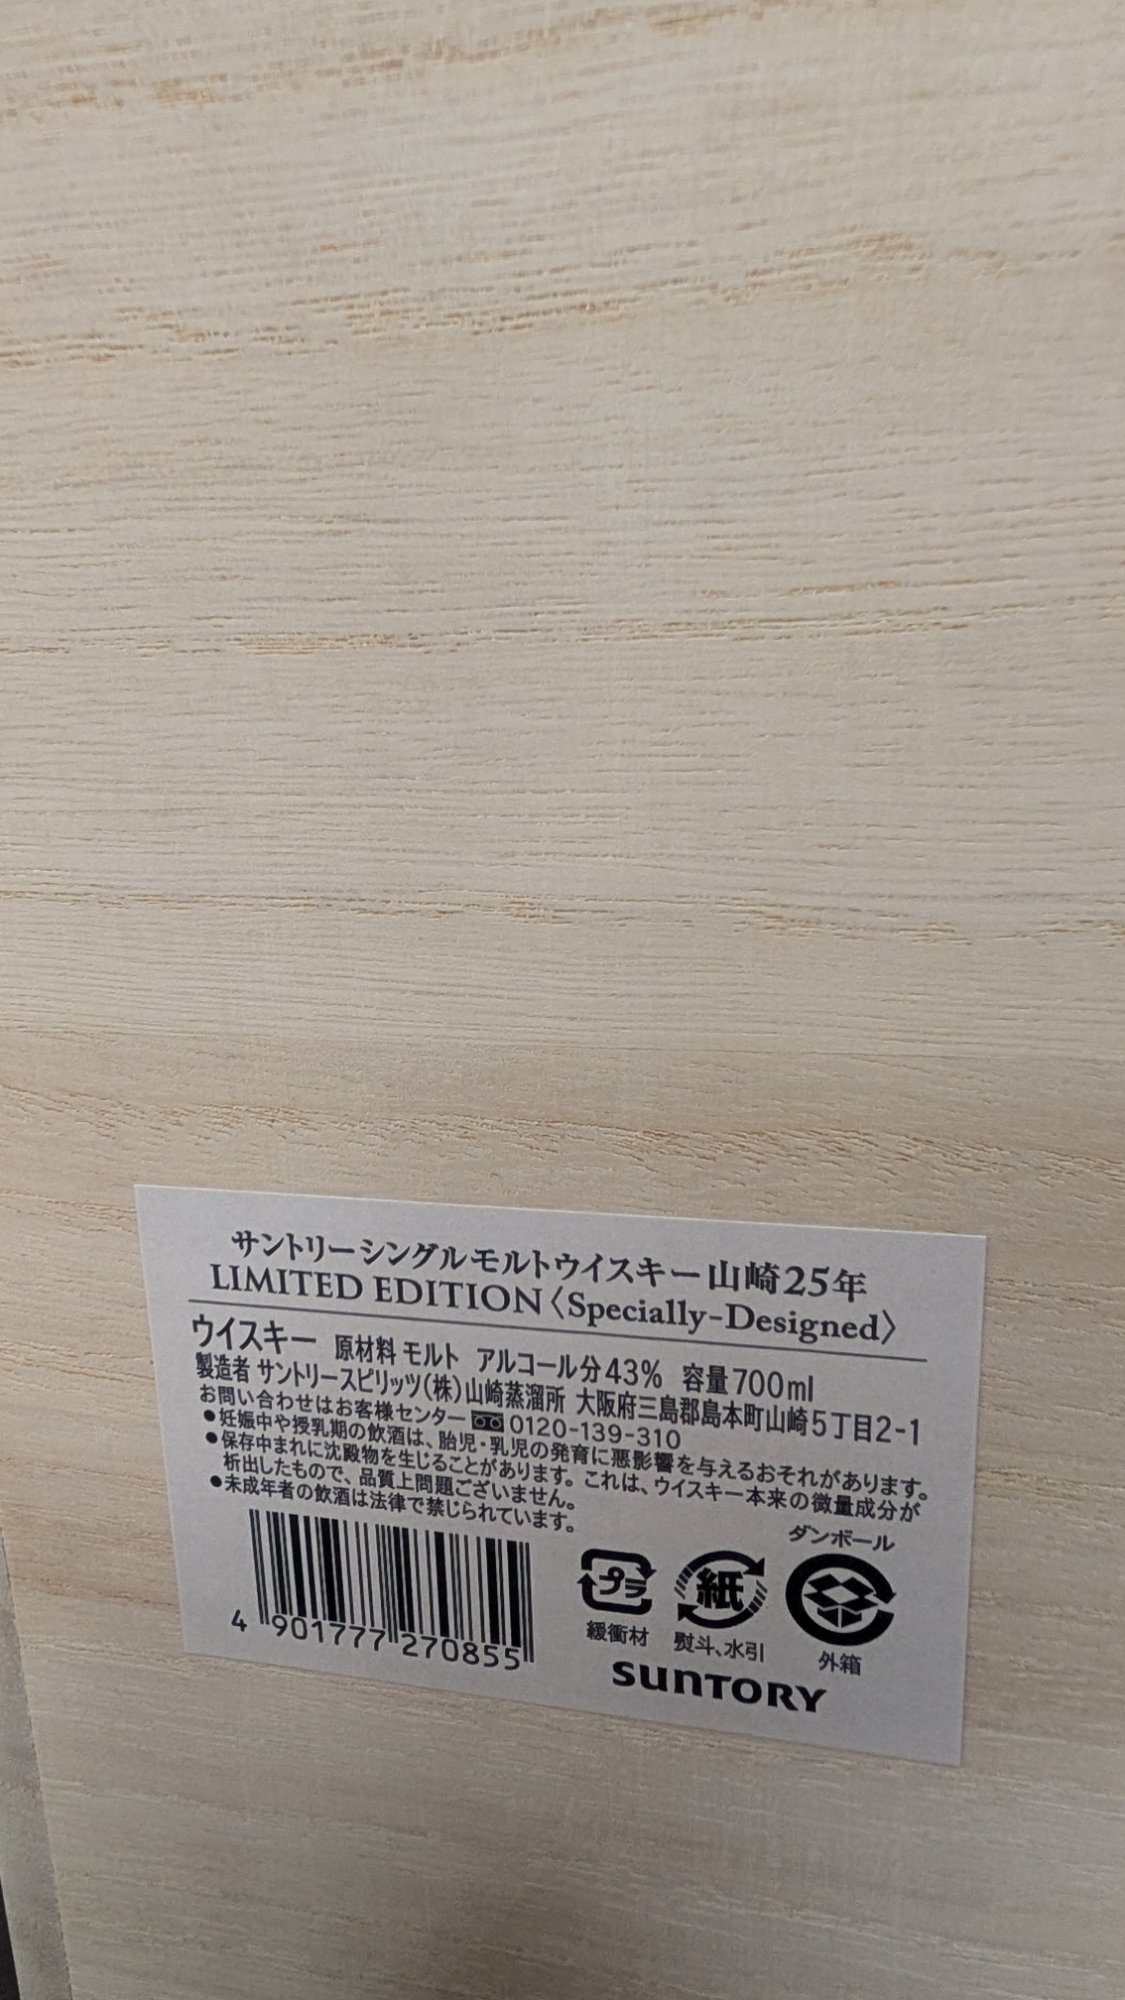 サントリーシングルモルトウイスキー山崎25年
LIMITED EDITION〈Specially-Designed〉
ウイスキー 原材料 モルト アルコール分43% 容量700ml
製造者 サントリースピリッツ(株)山崎蒸溜所 大阪府三島郡島本町山崎5丁目2-1
お問い合わせはお客様センター 0120-139-310
●妊娠中や授乳期の飲酒は、胎児・乳児の発育に悪影響を与えるおそれがあります。
●保存中まれに沈殿物を生じることがあります。これは、ウイスキー本来の微量成分が
析出したもので、品質上問題ございません。
●未成年者の飲酒は法律で禁じられています。
4 901777 270855
プラ
緩衝材
紙
熨斗、水引
ダンボール
外箱
SUNTORY